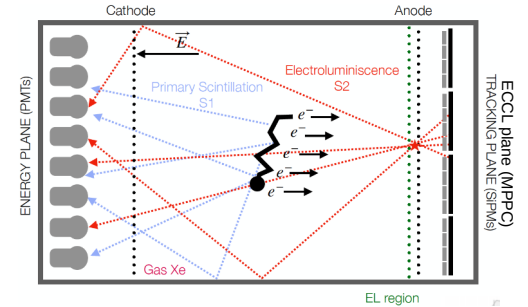 Cathode
Anode
E
Electroluminiscence
S2
Primary Scintillation
S1
e-
e-
e-
e-
e-
Gas Xe
EL region
ENERGY PLANE (PMTs)
TRACKING PLANE (SiPMs)
ECCL plane (MPPC)